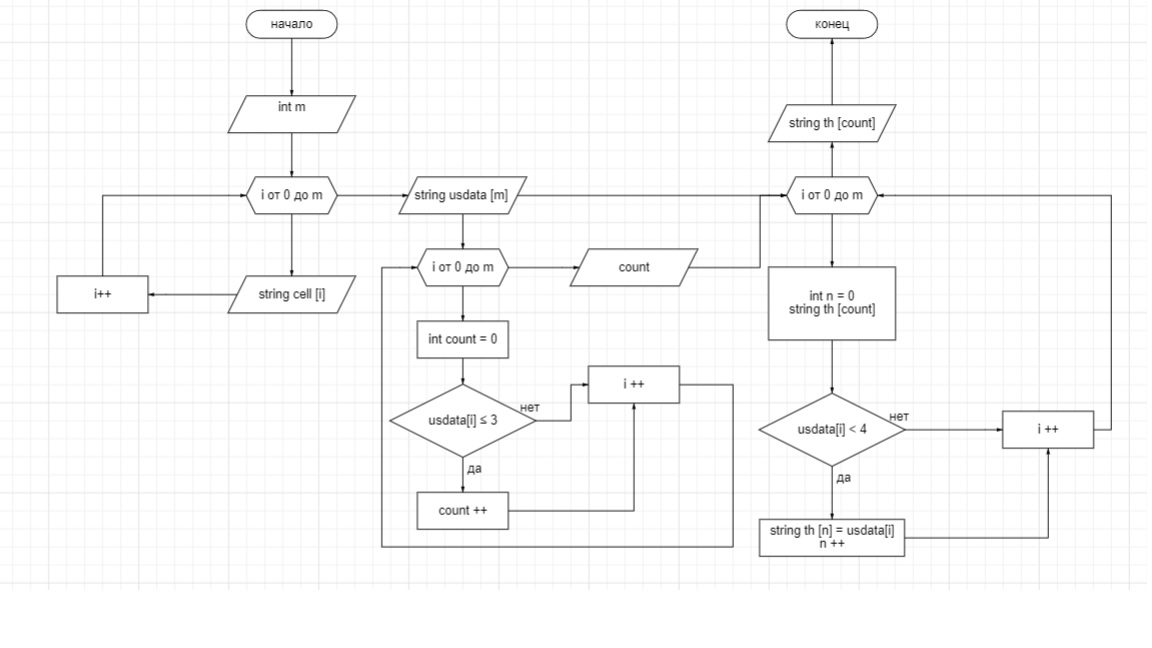 начало
int m
i от 0 до m
string cell [i]
i++
string usdata [m]
i от 0 до m
count
int count = 0
usdata[i] ≤ 3
нет
да
i ++
count ++
конец
string th [count]
i от 0 до m
int n = 0
string th [count]
usdata[i] < 4
нет
да
i ++
string th [n] = usdata[i]
n ++